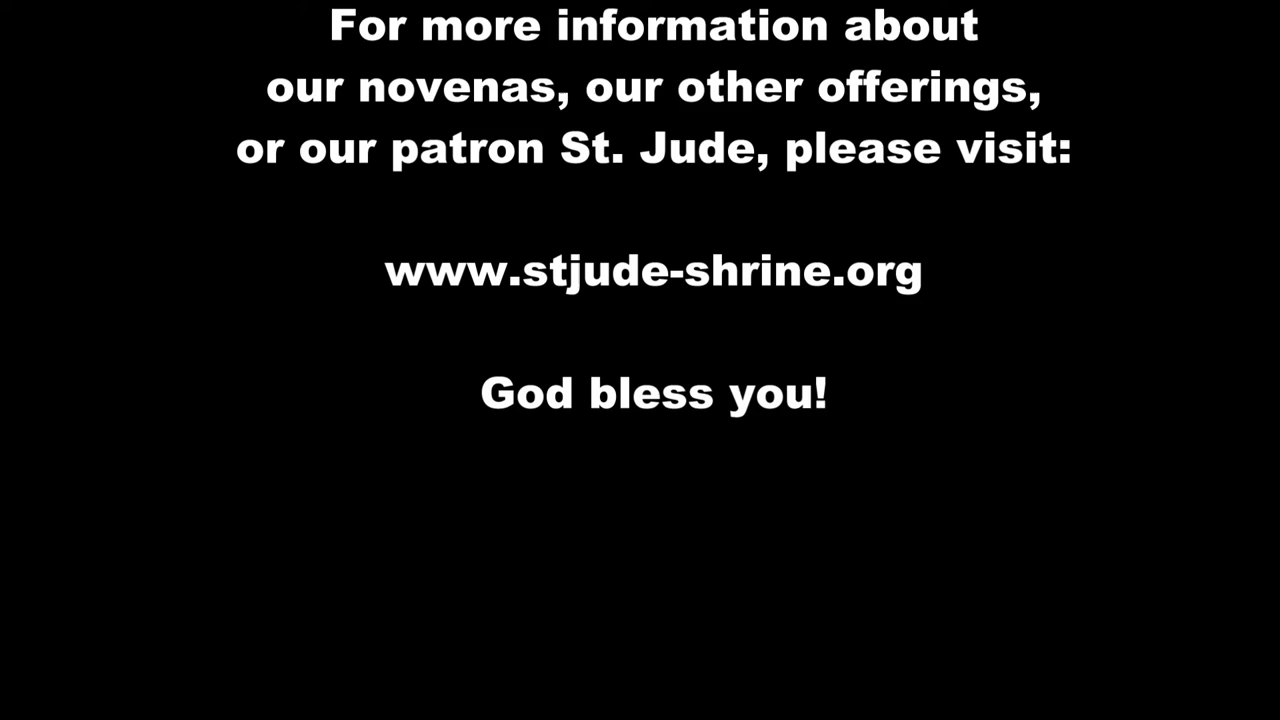 For more information about
our novenas, our other offerings,
or our patron St. Jude, please visit:
www.stjude-shrine.org
God bless you!